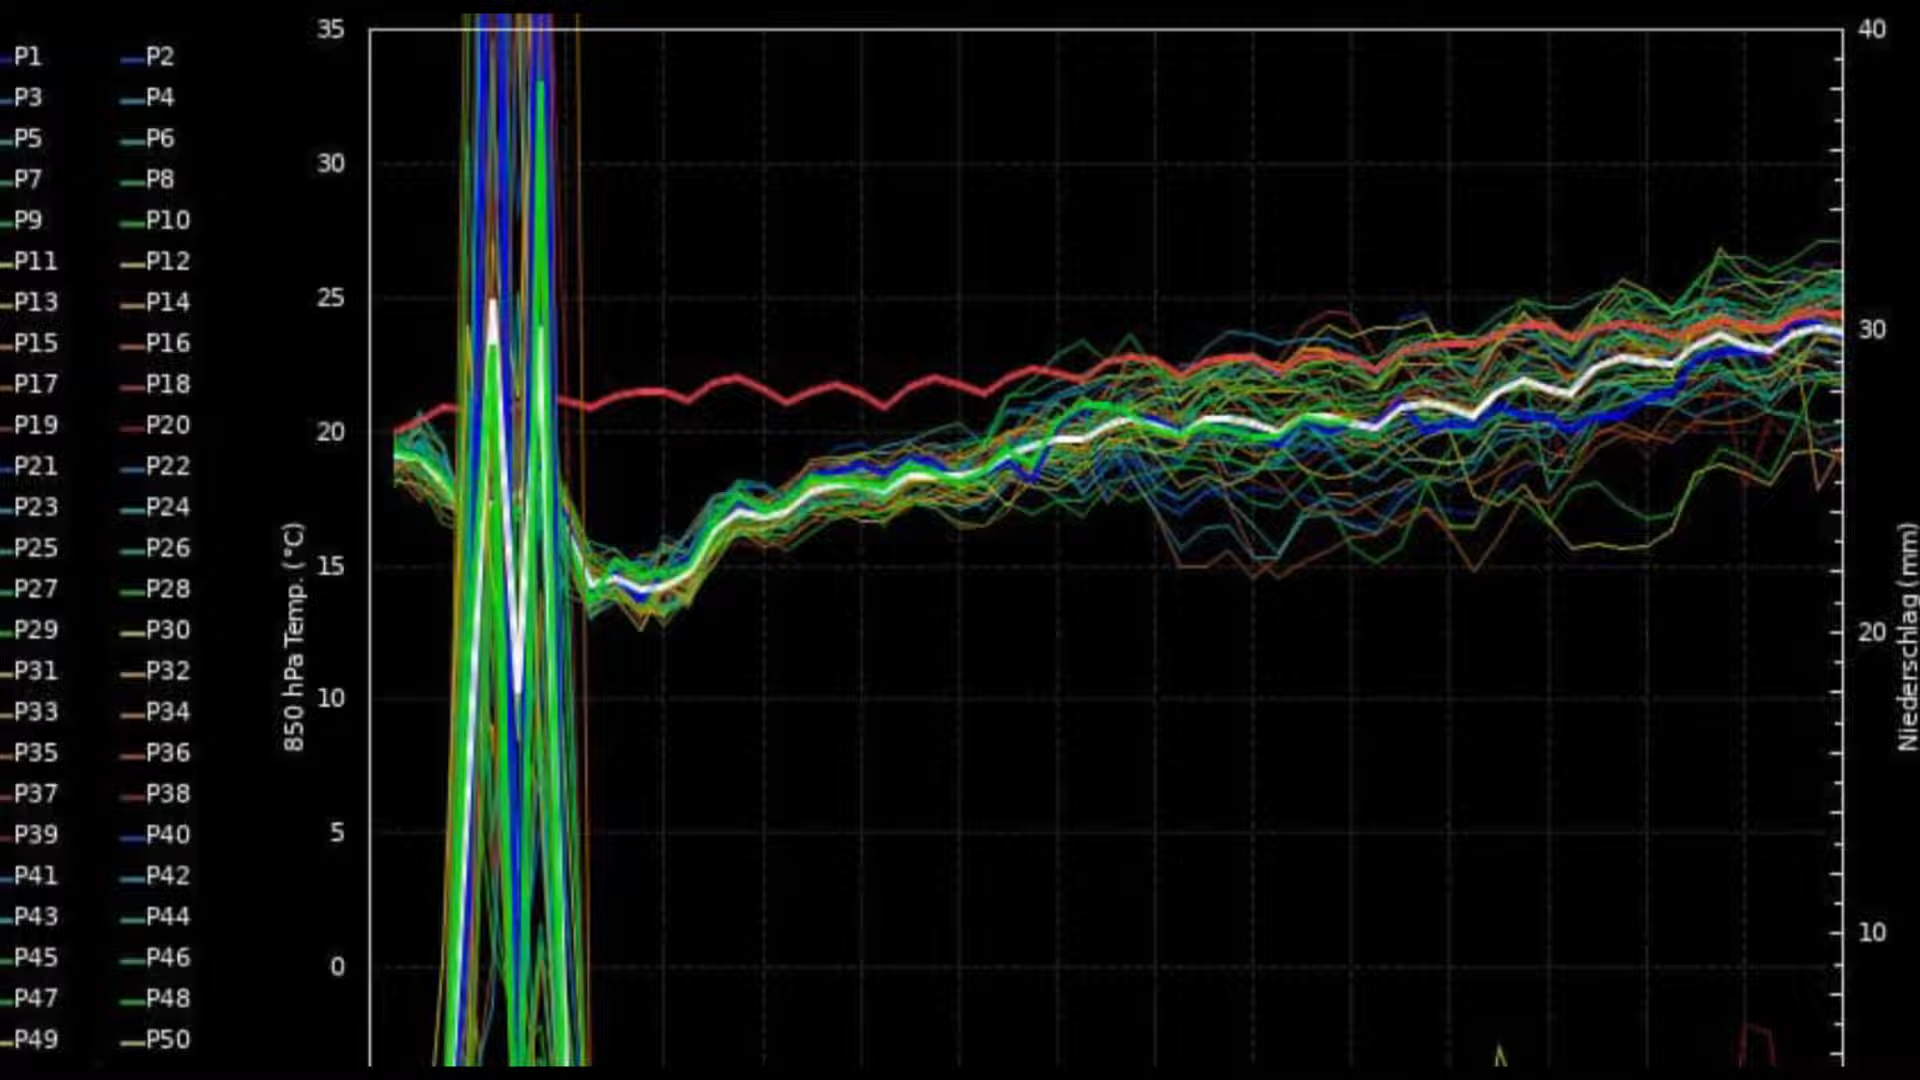 P1 P2
P3 P4
P5 P6
P7 P8
P9 P10
P11 P12
P13 P14
P15 P16
P17 P18
P19 P20
P21 P22
P23 P24
P25 P26
P27 P28
P29 P30
P31 P32
P33 P34
P35 P36
P37 P38
P39 P40
P41 P42
P43 P44
P45 P46
P47 P48
P49 P50
850 hPa Temp. (°C)
35
30
25
20
15
10
5
0
40
30
20
10
Niederschlag (mm)